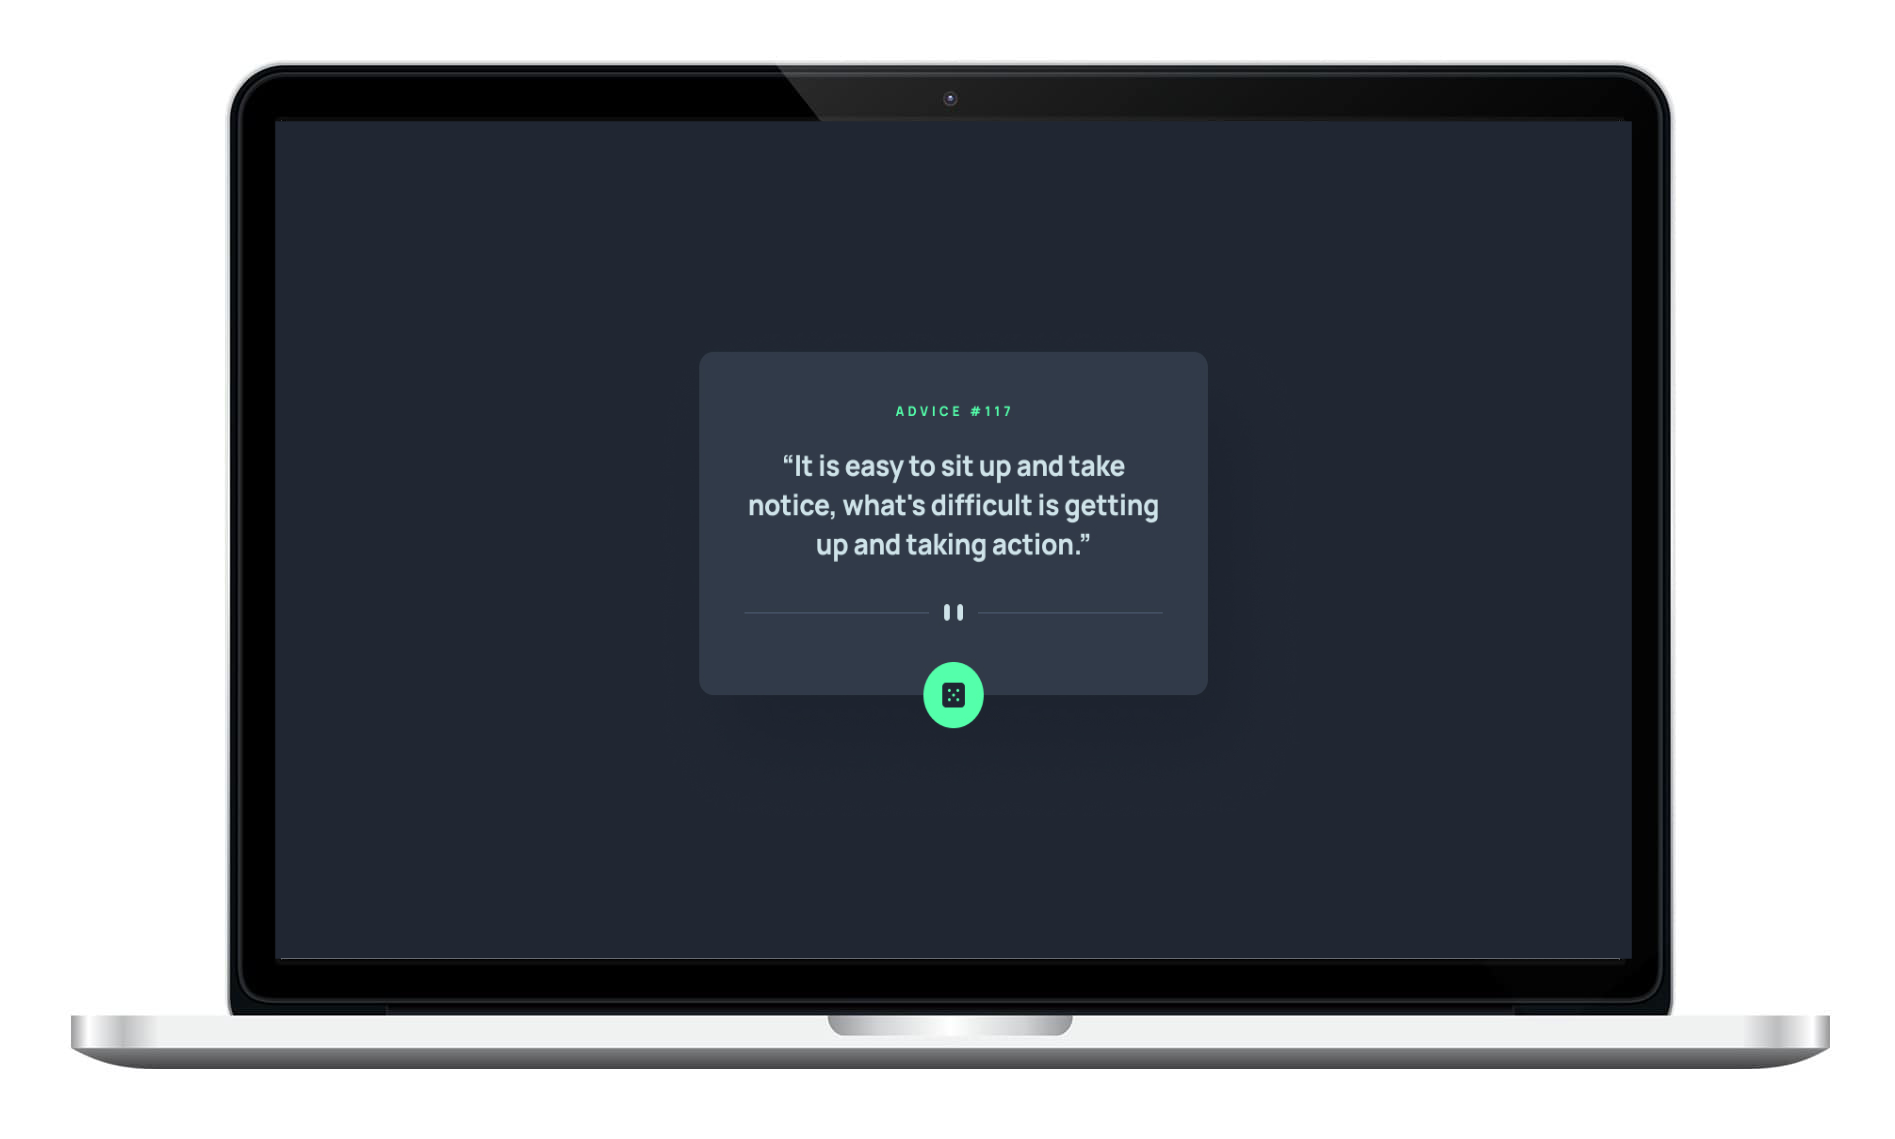 ADVICE #117
“It is easy to sit up and take
notice, what's difficult is getting
up and taking action.”